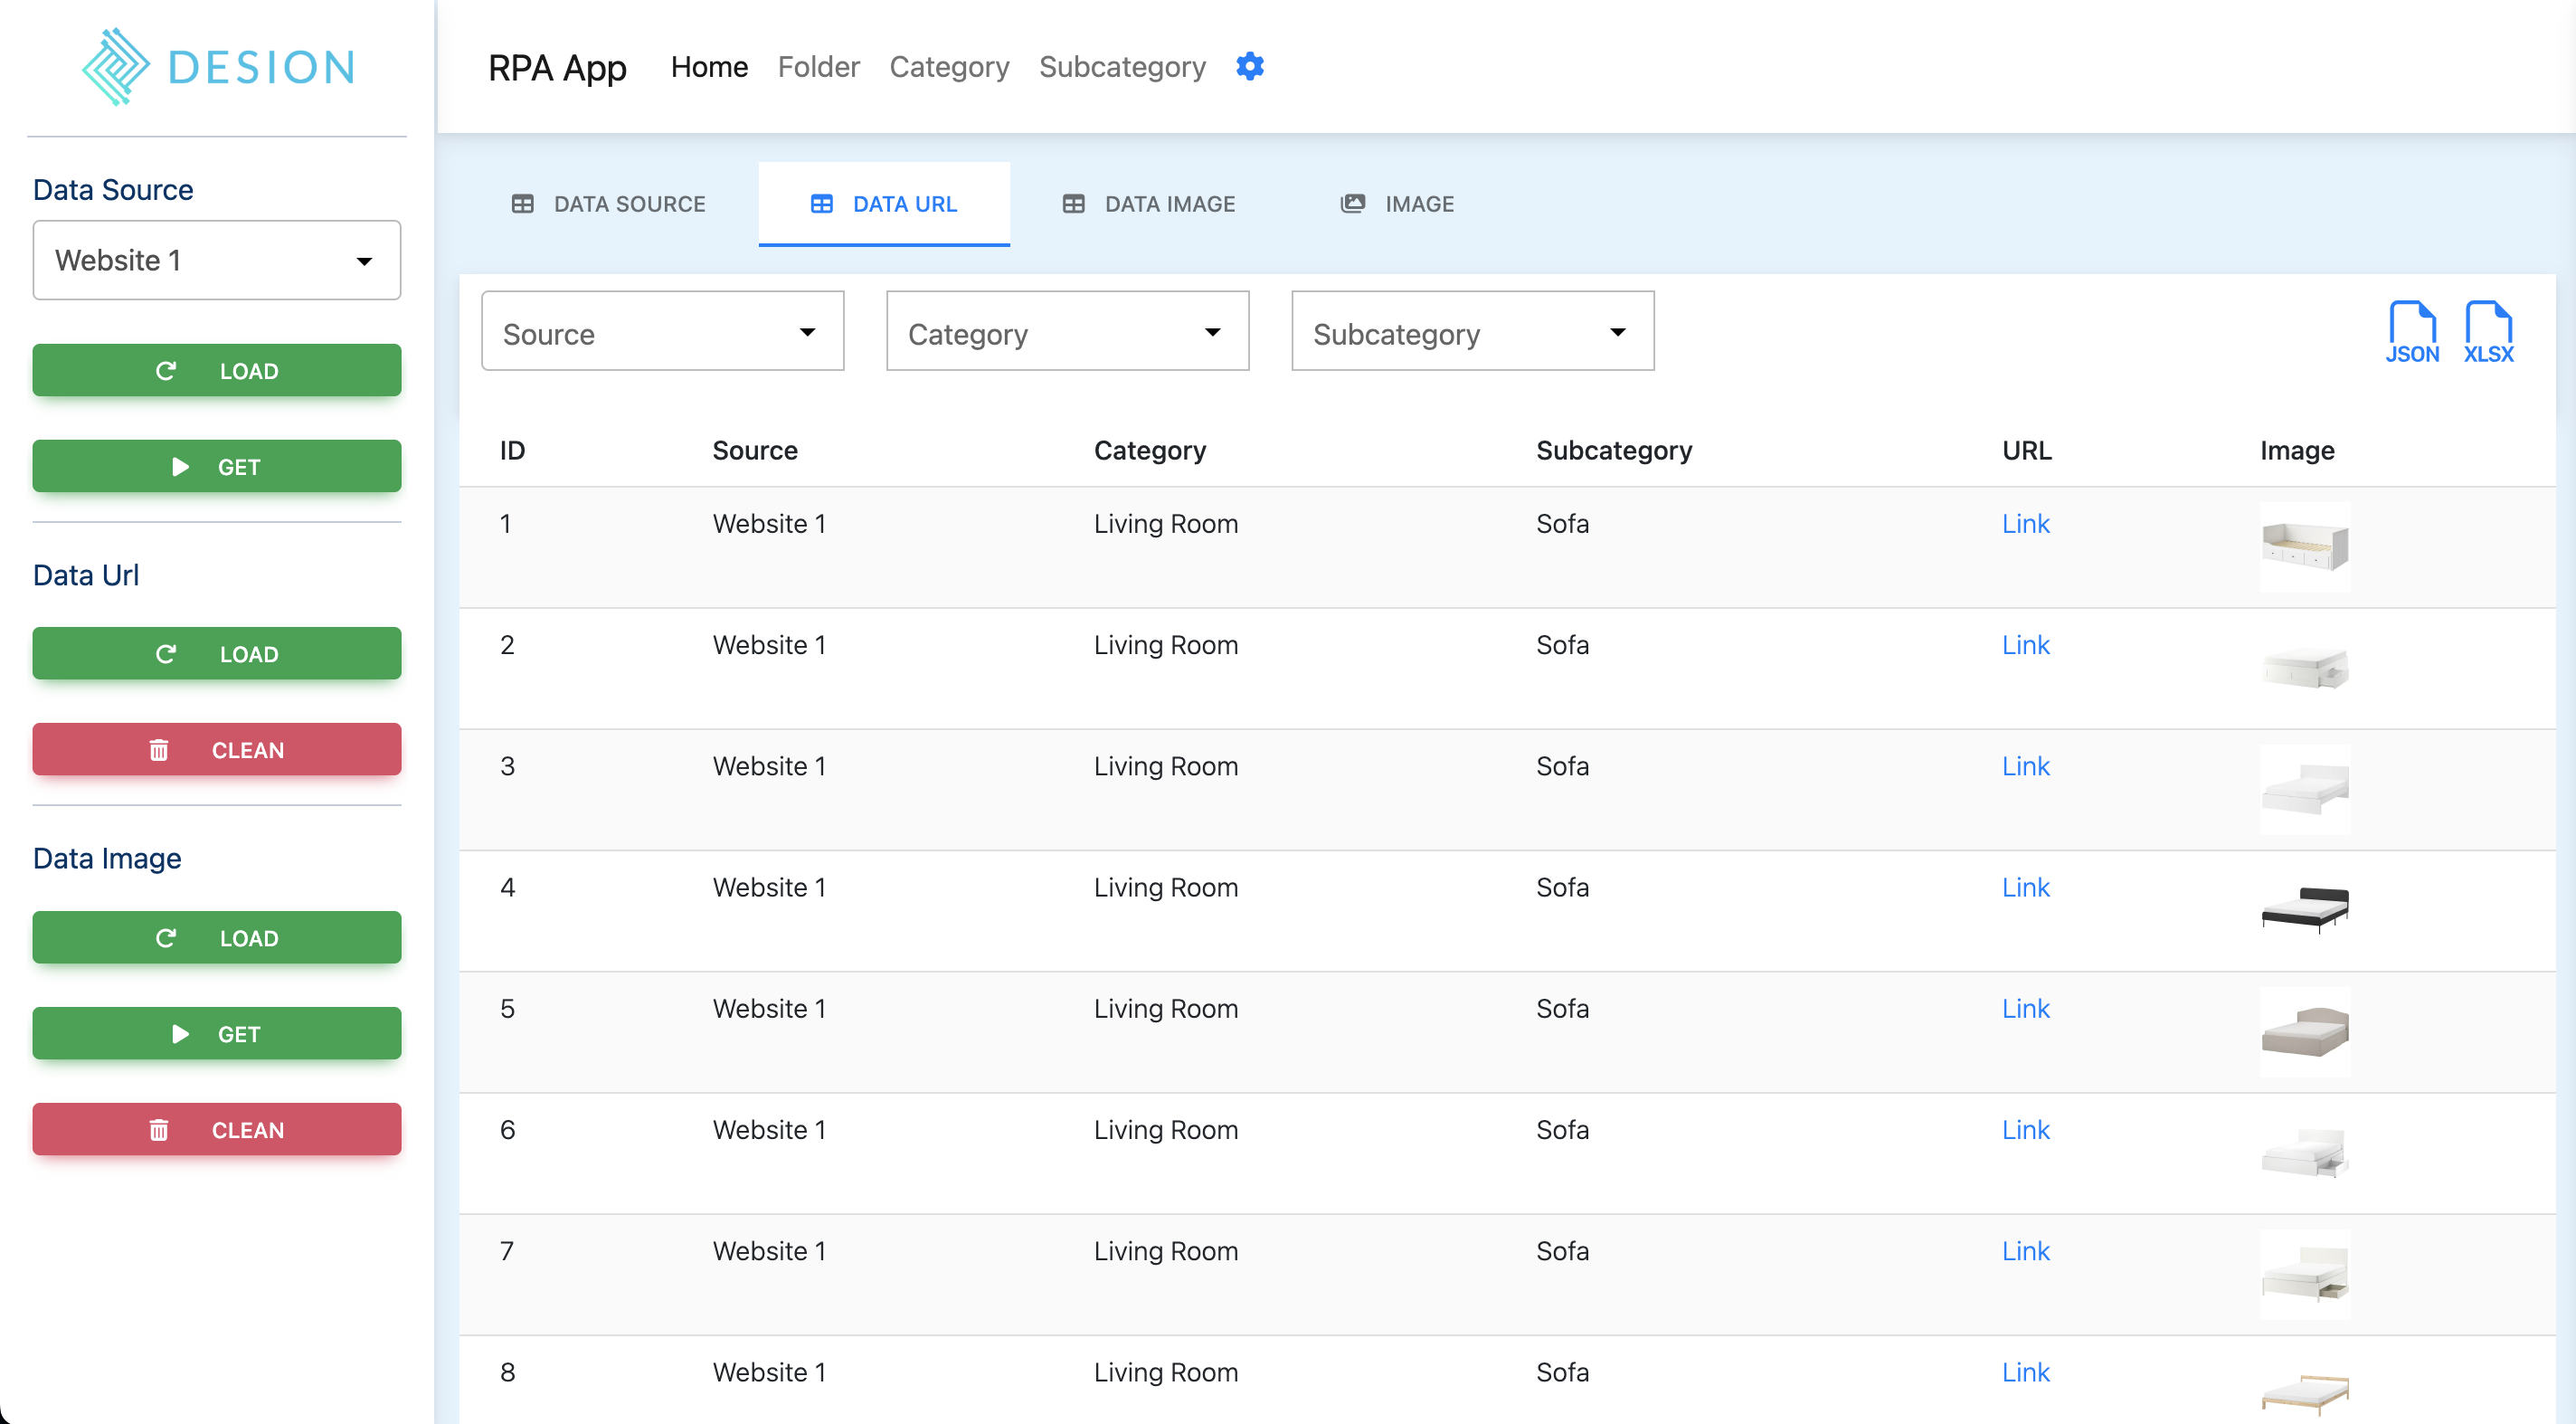 DESION
RPA App Home Folder Category Subcategory
Data Source
Website 1
LOAD
GET
Data Url
LOAD
CLEAN
Data Image
LOAD
GET
CLEAN
DATA SOURCE DATA URL DATA IMAGE IMAGE
Source Category Subcategory JSON XLSX
ID Source Category Subcategory URL Image
1 Website 1 Living Room Sofa Link
2 Website 1 Living Room Sofa Link
3 Website 1 Living Room Sofa Link
4 Website 1 Living Room Sofa Link
5 Website 1 Living Room Sofa Link
6 Website 1 Living Room Sofa Link
7 Website 1 Living Room Sofa Link
8 Website 1 Living Room Sofa Link